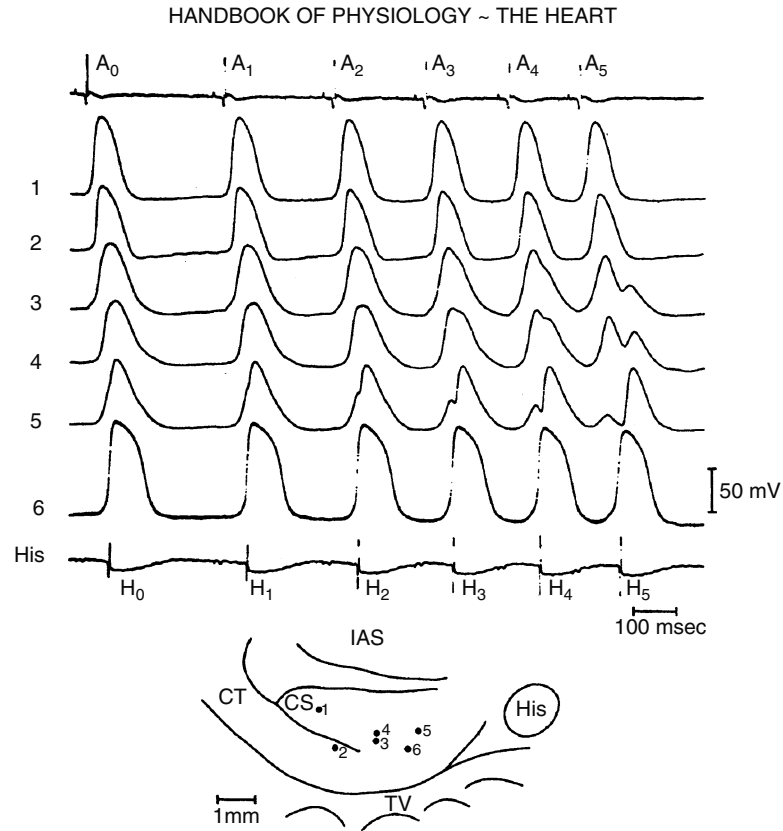 HANDBOOK OF PHYSIOLOGY ~ THE HEART
A0 A1 A2 A3 A4 A5
1
2
3
4
5
6
50 mV
His
H0 H1 H2 H3 H4 H5
100 msec
IAS
CT CS 1 His
4 5
3
2 6
TV
1mm